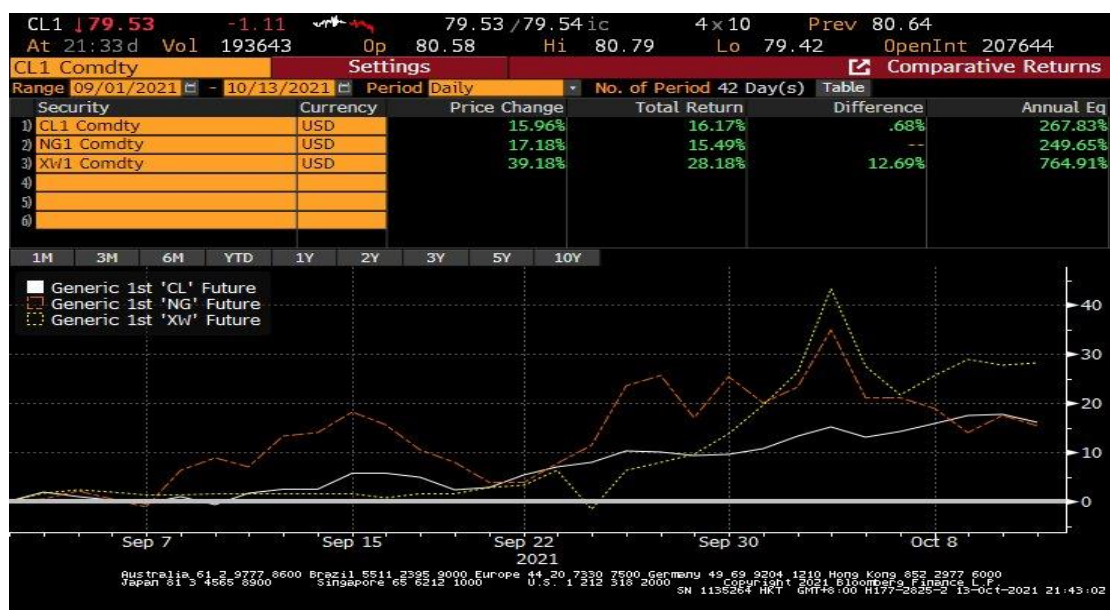 CL1 ↓79.53 -1.11 79.53/79.54ic 4×10 Prev 80.64
At 21:33d Vol 193643 Op 80.58 Hi 80.79 Lo 79.42 OpenInt 207644
CL1 Comdty Settings Comparative Returns
Range 09/01/2021 - 10/13/2021 Period Daily No. of Period 42 Day(s) Table
Security Currency Price Change Total Return Difference Annual Eq
1) CL1 Comdty USD 15.96% 16.17% .68% 267.83%
2) NG1 Comdty USD 17.18% 15.49% -- 249.65%
3) XW1 Comdty USD 39.18% 28.18% 12.69% 764.91%
4)
5)
6)
1M 3M 6M YTD 1Y 2Y 3Y 5Y 10Y
Generic 1st 'CL' Future
Generic 1st 'NG' Future
Generic 1st 'XW' Future
40
30
20
10
0
Sep 7 Sep 15 Sep 22 Sep 30 Oct 8
2021
Australia 61 2 9777 8600 Brazil 5511 2395 9000 Europe 44 20 7330 7500 Germany 49 69 9204 1210 Hong Kong 852 2977 6000
Japan 81 3 4565 8900 Singapore 65 6212 1000 U.S. 1 212 318 2000 Copyright 2021 Bloomberg Finance L.P.
SN 1135264 HKT GMT+8:00 H177-2825-2 13-Oct-2021 21:43:02